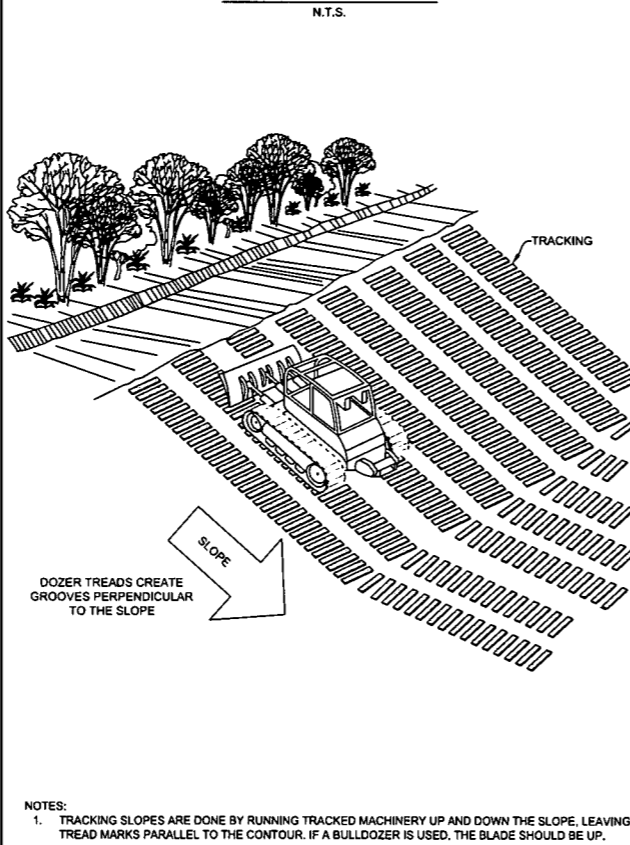 N.T.S.
TRACKING
SLOPE
DOZER TREADS CREATE
GROOVES PERPENDICULAR
TO THE SLOPE
NOTES:
1. TRACKING SLOPES ARE DONE BY RUNNING TRACKED MACHINERY UP AND DOWN THE SLOPE, LEAVING
TREAD MARKS PARALLEL TO THE CONTOUR. IF A BULLDOZER IS USED, THE BLADE SHOULD BE UP.